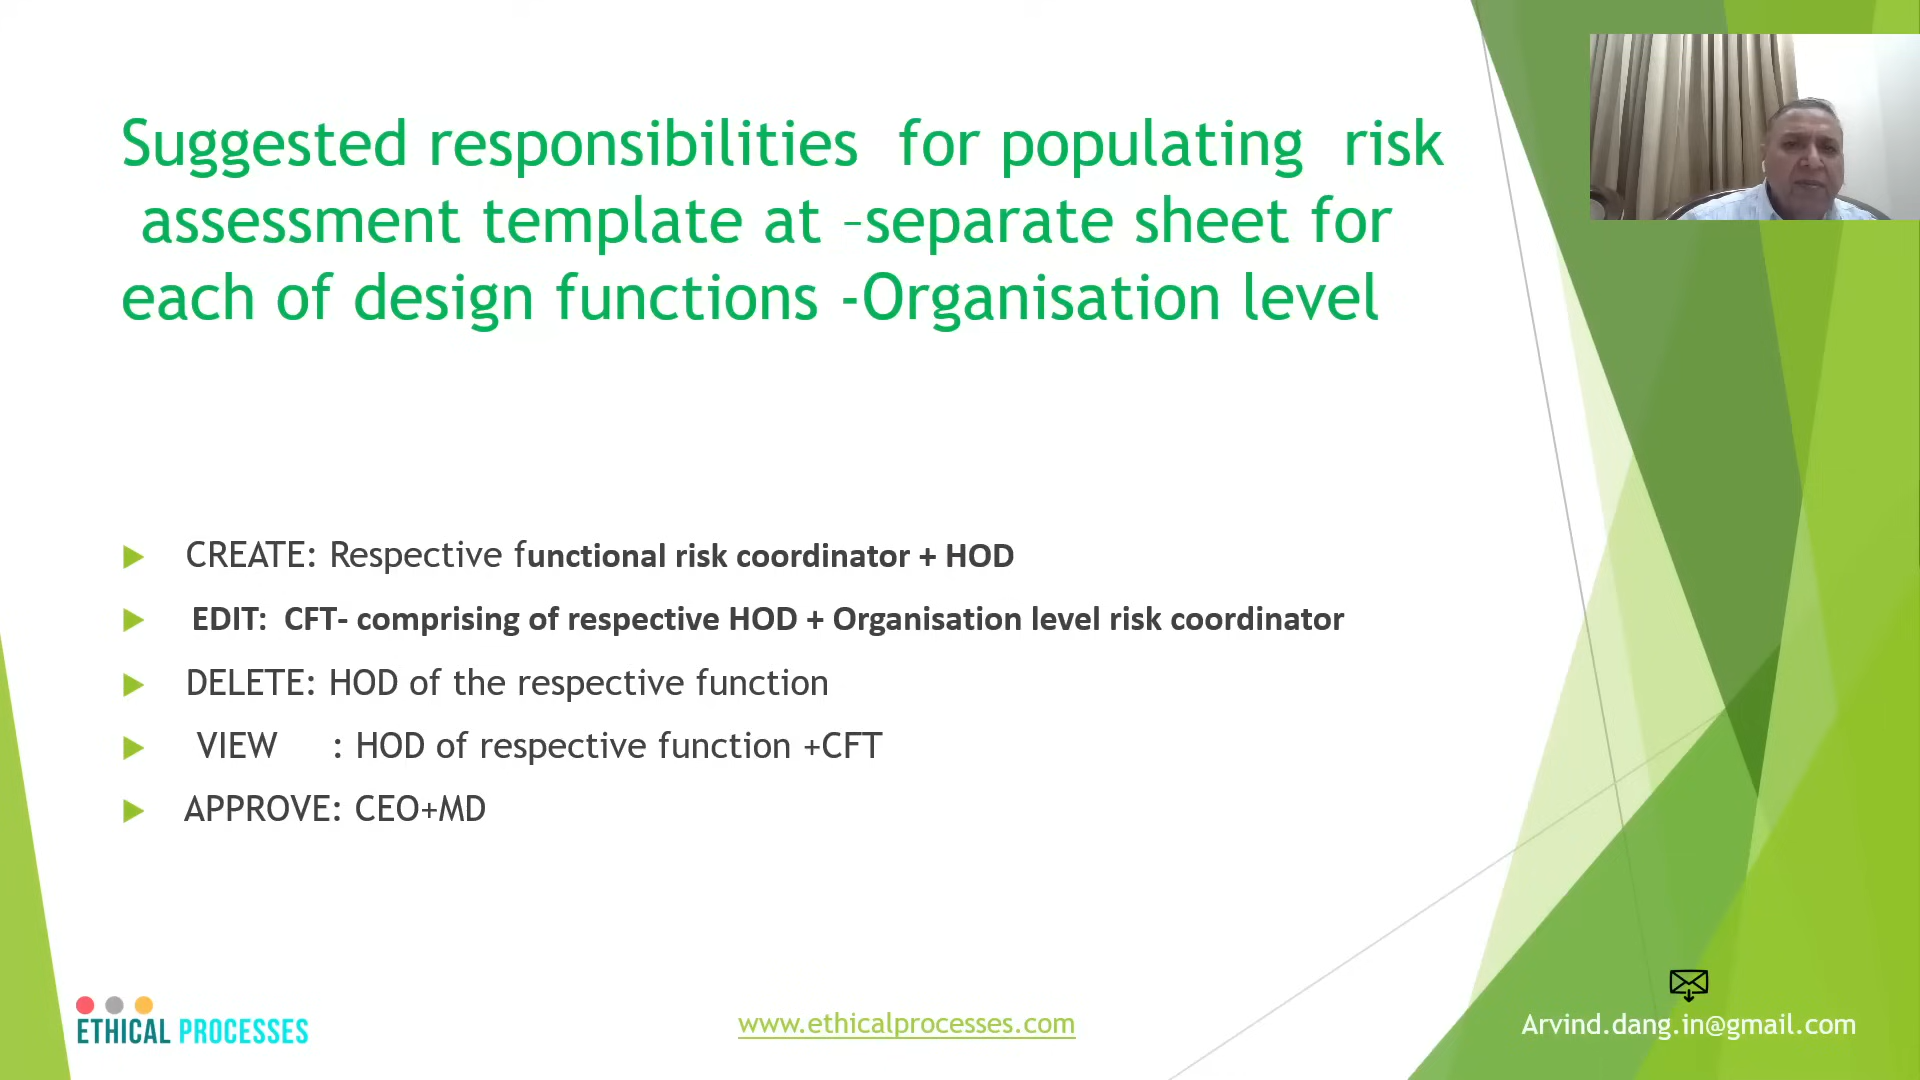 Suggested responsibilities for populating risk
assessment template at –separate sheet for
each of design functions -Organisation level
CREATE: Respective functional risk coordinator + HOD
EDIT: CFT- comprising of respective HOD + Organisation level risk coordinator
DELETE: HOD of the respective function
VIEW : HOD of respective function +CFT
APPROVE: CEO+MD
ETHICAL PROCESSES
www.ethicalprocesses.com
Arvind.dang.in@gmail.com